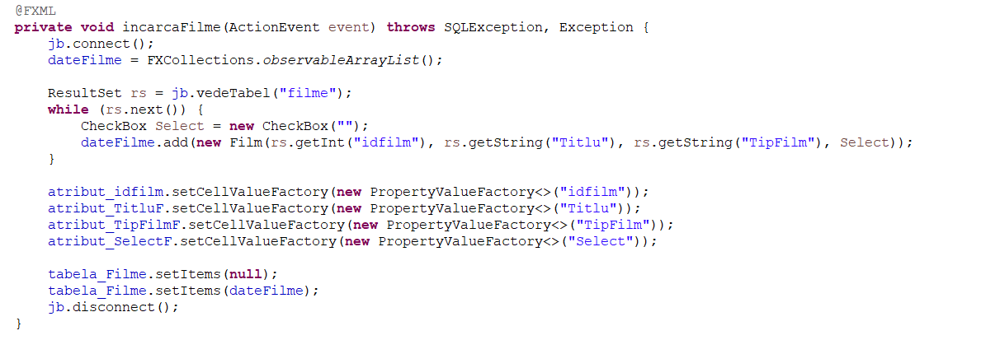 @FXML
private void incarcaFilme(ActionEvent event) throws SQLException, Exception {
    jb.connect();
    dateFilme = FXCollections.observableArrayList();

    ResultSet rs = jb.vedeTabel("filme");
    while (rs.next()) {
        CheckBox Select = new CheckBox("");
        dateFilme.add(new Film(rs.getInt("idfilm"), rs.getString("Titlu"), rs.getString("TipFilm"), Select));
    }

    atribut_idfilm.setCellValueFactory(new PropertyValueFactory<>("idfilm"));
    atribut_TitluF.setCellValueFactory(new PropertyValueFactory<>("Titlu"));
    atribut_TipFilmF.setCellValueFactory(new PropertyValueFactory<>("TipFilm"));
    atribut_SelectF.setCellValueFactory(new PropertyValueFactory<>("Select"));

    tabela_Filme.setItems(null);
    tabela_Filme.setItems(dateFilme);
    jb.disconnect();
}